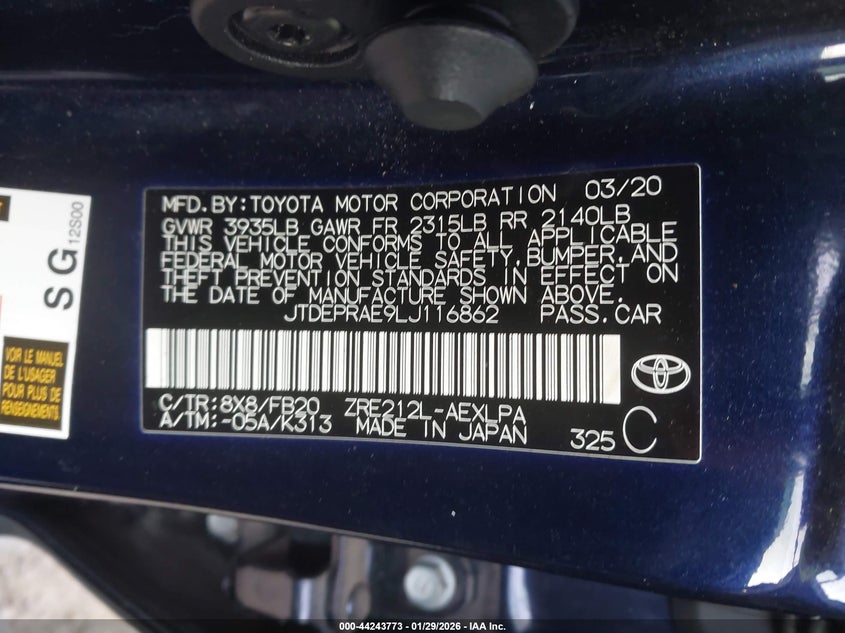 MFD.BY:TOYOTA MOTOR CORPORATION 03/20
GVWR 3935LB GAWR FR 2315LB RR 2140LB
THIS VEHICLE CONFORMS TO ALL APPLICABLE
FEDERAL MOTOR VEHICLE SAFETY,BUMPER,AND
THEFT PREVENTION STANDARDS IN EFFECT ON
THE DATE OF MANUFACTURE SHOWN ABOVE.
JTDEPRAE9LJ116862 PASS.CAR
C/TR:8X8/FB20 ZRE212L-AEXLPA
A/TM:-05A/K313 MADE IN JAPAN 325 C
SG 12S00
VOIR LE MANUEL
DE L'USAGER
POUR PLUS DE
RENSEIGNEMENTS
000-44243773 - 01/29/2026 - IAA Inc.